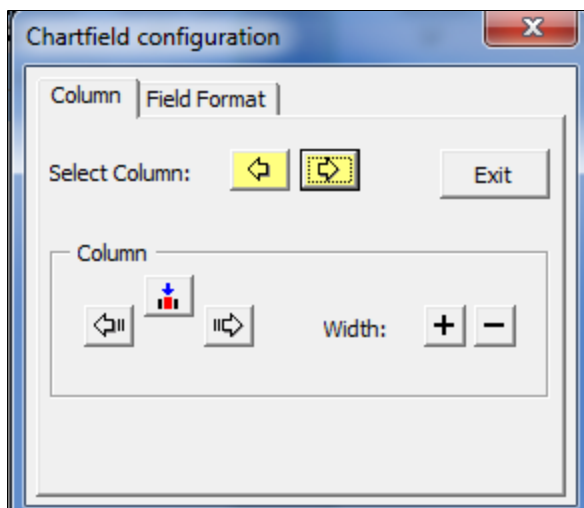 Chartfield configuration
Column
Field Format
Select Column:
Exit
Column
Width:
+
-